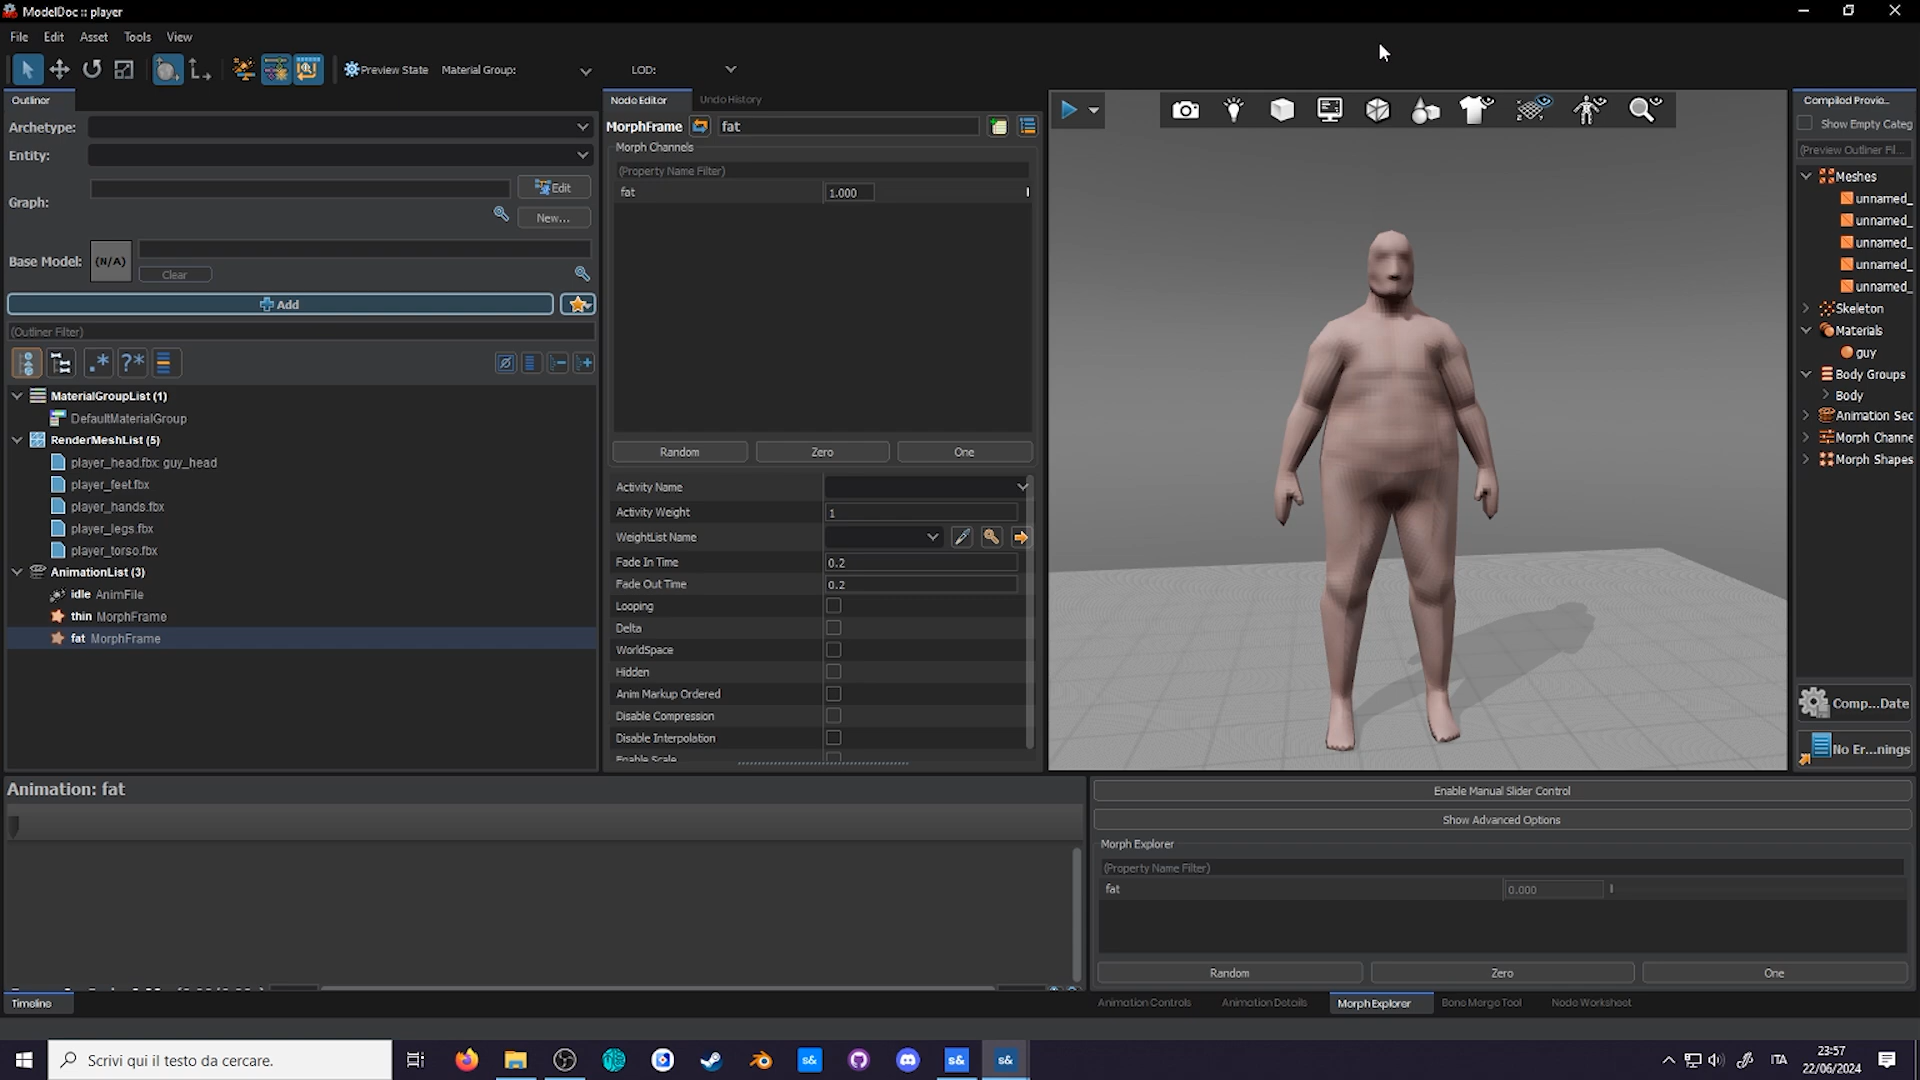 ModelDoc :: player
File Edit Asset Tools View
Preview State Material Group: LOD:
Outliner
Archetype:
Entity:
Graph:
Edit
New...
Base Model: (N/A)
Clear
Add
(Outliner Filter)
.* ?*
MaterialGroupList (1)
DefaultMaterialGroup
RenderMeshList (5)
player_head.fbx: guy_head
player_feet.fbx
player_hands.fbx
player_legs.fbx
player_torso.fbx
AnimationList (3)
idle AnimFile
thin MorphFrame
fat MorphFrame
Node Editor Undo History
MorphFrame fat
Morph Channels
(Property Name Filter)
fat 1.000
Random Zero One
Activity Name
Activity Weight 1
WeightList Name
Fade In Time 0.2
Fade Out Time 0.2
Looping
Delta
WorldSpace
Hidden
Anim Markup Ordered
Disable Compression
Disable Interpolation
Enable Scale
Compiled Previe...
Show Empty Categ
(Preview Outliner Fil...
Meshes
unnamed_
unnamed_
unnamed_
unnamed_
unnamed_
Skeleton
Materials
guy
Body Groups
Body
Animation Sec
Morph Channe
Morph Shapes
Comp...Date
No Er...nings
Animation: fat
Timeline
Enable Manual Slider Control
Show Advanced Options
Morph Explorer
(Property Name Filter)
fat 0.000
Random Zero One
Animation Controls Animation Details Morph Explorer Bone Merge Tool Node Worksheet
Scrivi qui il testo da cercare.
s& s& s&
ITA
23:57
22/06/2024